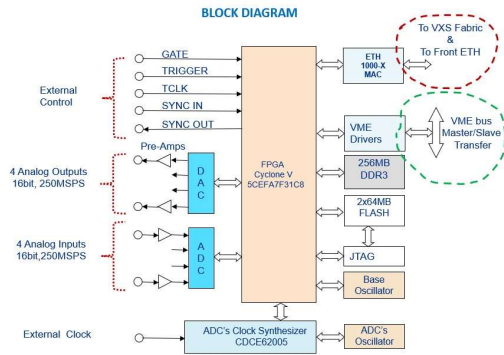 BLOCK DIAGRAM
To VXS Fabric
&
To Front ETH
GATE
TRIGGER
TCLK
SYNC IN
SYNC OUT
External
Control
ETH
1000-X
MAC
VME
Drivers
VME bus
Master/Slave
Transfer
Pre-Amps
FPGA
Cyclone V
5CEFA7F31C8
256MB
DDR3
4 Analog Outputs
16bit, 250MSPS
D
A
C
2x64MB
FLASH
4 Analog Inputs
16bit,250MSPS
A
D
C
JTAG
Base
Oscillator
External Clock
ADC's Clock Synthesizer
CDCE62005
ADC's
Oscillator